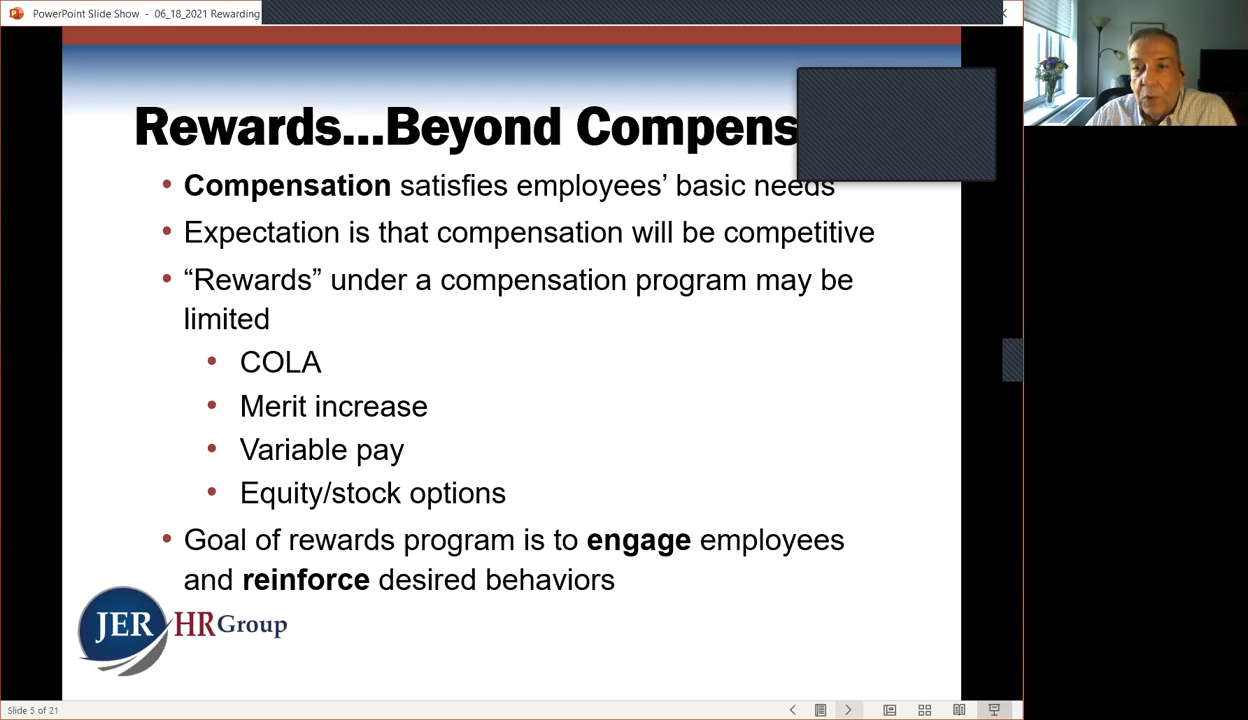 PowerPoint Slide Show - 06_18_2021 Rewarding
Rewards...Beyond Compens
• Compensation satisfies employees’ basic needs
• Expectation is that compensation will be competitive
• “Rewards” under a compensation program may be
limited
• COLA
• Merit increase
• Variable pay
• Equity/stock options
• Goal of rewards program is to engage employees
and reinforce desired behaviors
JER HR Group
Slide 5 of 21